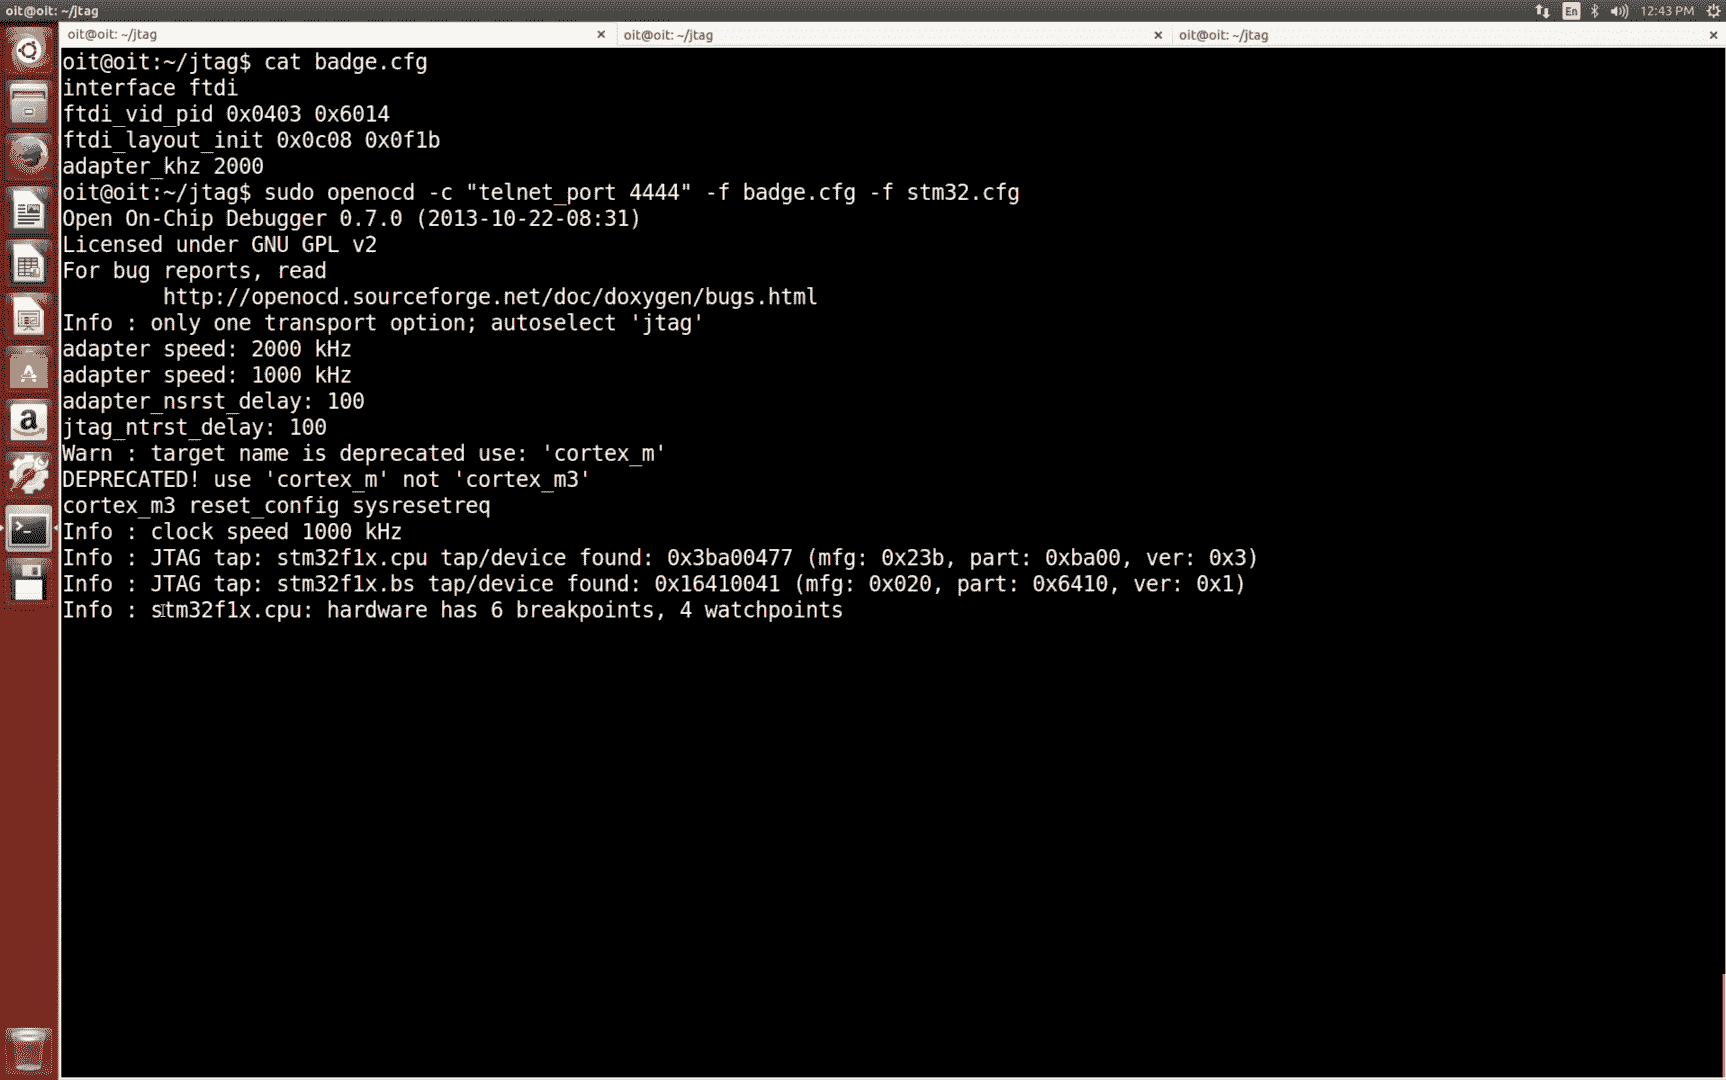 oit@oit: ~/jtag
En
12:43 PM
oit@oit: ~/jtag × oit@oit: ~/jtag × oit@oit: ~/jtag ×
oit@oit:~/jtag$ cat badge.cfg
interface ftdi
ftdi_vid_pid 0x0403 0x6014
ftdi_layout_init 0x0c08 0x0f1b
adapter_khz 2000
oit@oit:~/jtag$ sudo openocd -c "telnet_port 4444" -f badge.cfg -f stm32.cfg
Open On-Chip Debugger 0.7.0 (2013-10-22-08:31)
Licensed under GNU GPL v2
For bug reports, read
        http://openocd.sourceforge.net/doc/doxygen/bugs.html
Info : only one transport option; autoselect 'jtag'
adapter speed: 2000 kHz
adapter speed: 1000 kHz
adapter_nsrst_delay: 100
jtag_ntrst_delay: 100
Warn : target name is deprecated use: 'cortex_m'
DEPRECATED! use 'cortex_m' not 'cortex_m3'
cortex_m3 reset_config sysresetreq
Info : clock speed 1000 kHz
Info : JTAG tap: stm32f1x.cpu tap/device found: 0x3ba00477 (mfg: 0x23b, part: 0xba00, ver: 0x3)
Info : JTAG tap: stm32f1x.bs tap/device found: 0x16410041 (mfg: 0x020, part: 0x6410, ver: 0x1)
Info : stm32f1x.cpu: hardware has 6 breakpoints, 4 watchpoints